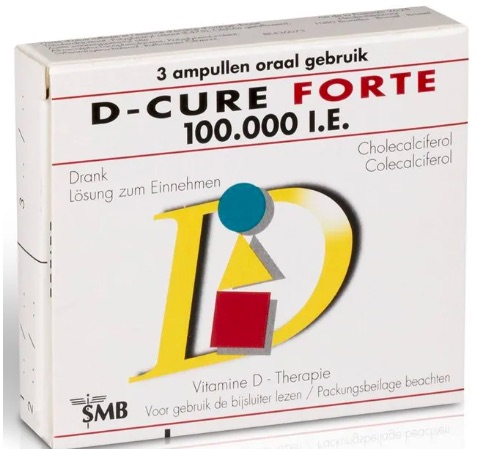 3 ampullen oraal gebruik
D-CURE FORTE
100.000 I.E.
Cholecalciferol
Colecalciferol
Drank
Lösung zum Einnehmen
D
Vitamine D - Therapie
SMB
Voor gebruik de bijsluiter lezen / Packungsbeilage beachten